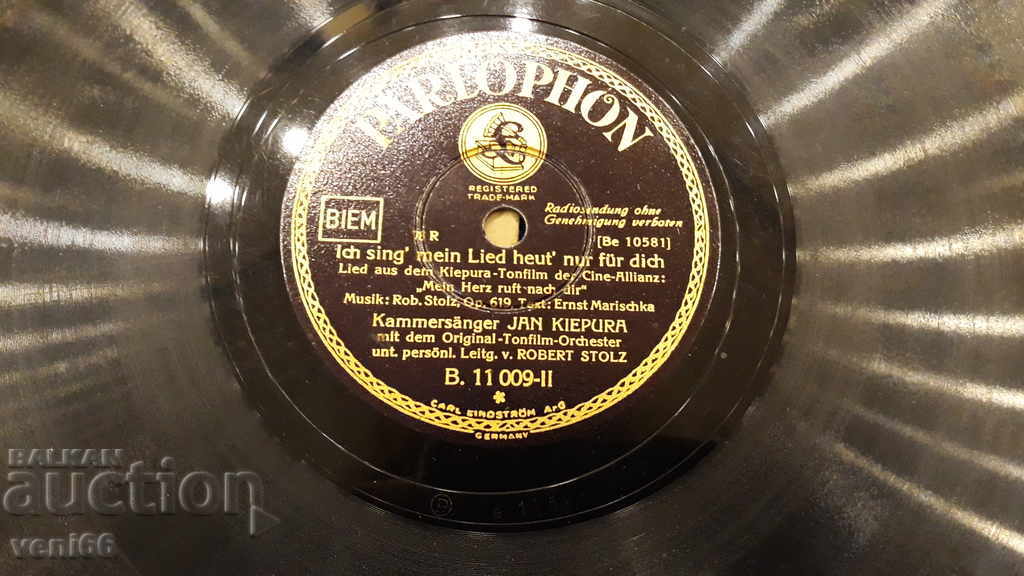 PARLOPHON
£
REGISTERED
TRADE-MARK
Radiosendung ohne
Genehmigung verboten
BIEM
R
[Be 10581]
"Ich sing' mein Lied heut' nur für dich
Lied aus dem Kiepura-Tonfilm der Cine-Allianz:
„Mein Herz ruft nach dir"
Musik: Rob. Stolz, Op. 619. Text: Ernst Marischka
Kammersänger JAN KIEPURA
mit dem Original-Tonfilm-Orchester
unt. persönl. Leitg. v. ROBERT STOLZ
B. 11 009-II
CARL LINDSTRÖM A-G
GERMANY
BALKAN
auction
veni66